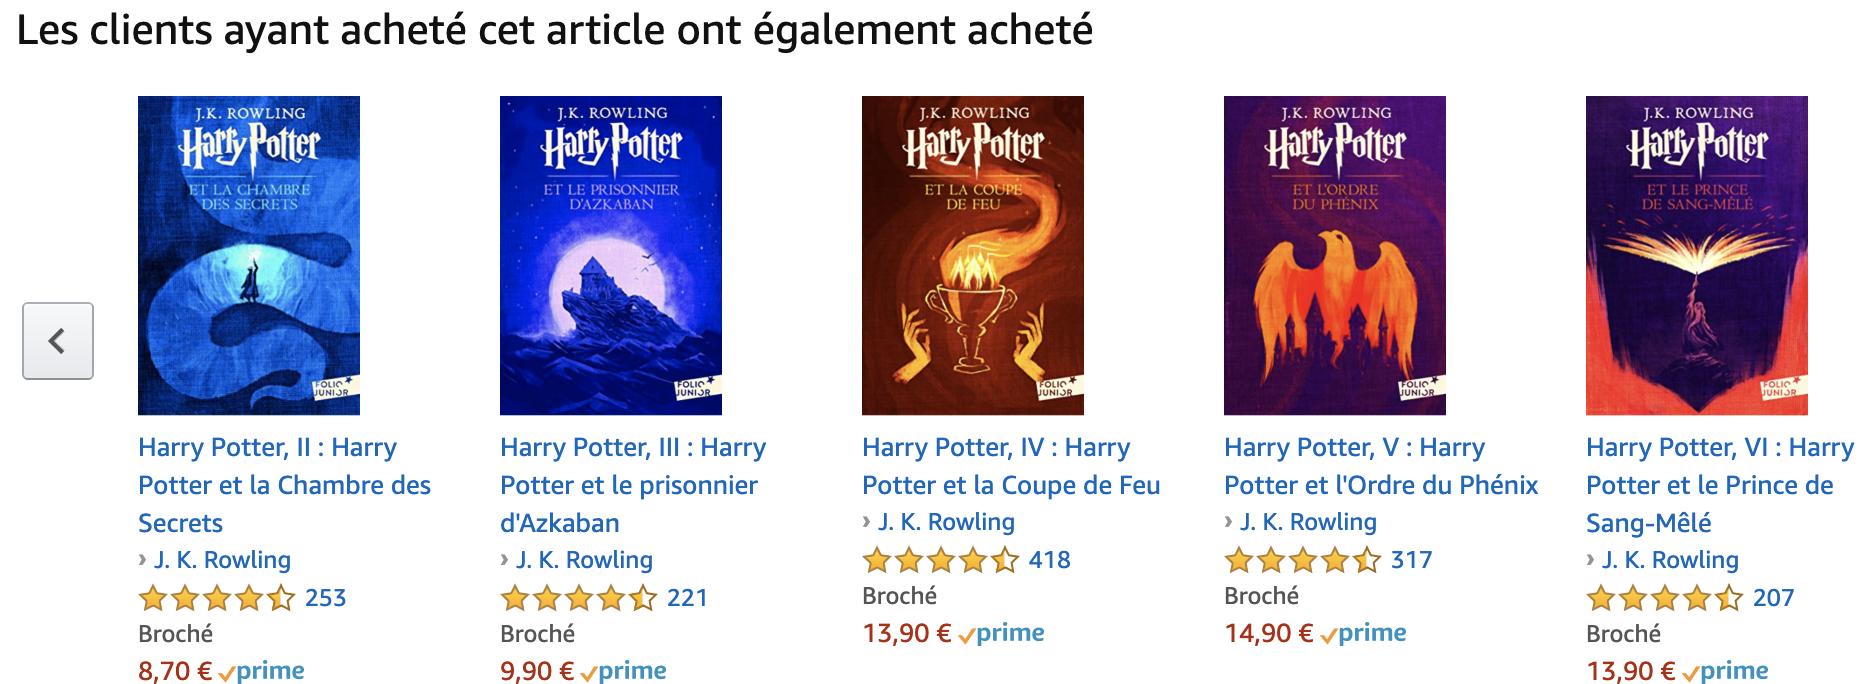 Les clients ayant acheté cet article ont également acheté
J.K. ROWLING
Harry Potter
ET LA CHAMBRE
DES SECRETS
FOLIO
JUNIOR
Harry Potter, II : Harry
Potter et la Chambre des
Secrets
› J. K. Rowling
253
Broché
8,70 € prime
J.K. ROWLING
Harry Potter
ET LE PRISONNIER
D'AZKABAN
FOLIO
JUNIOR
Harry Potter, III : Harry
Potter et le prisonnier
d'Azkaban
› J. K. Rowling
221
Broché
9,90 € prime
J.K. ROWLING
Harry Potter
ET LA COUPE
DE FEU
FOLIO
JUNIOR
Harry Potter, IV : Harry
Potter et la Coupe de Feu
› J. K. Rowling
418
Broché
13,90 € prime
J.K. ROWLING
Harry Potter
ET L'ORDRE
DU PHÉNIX
FOLIO
JUNIOR
Harry Potter, V : Harry
Potter et l'Ordre du Phénix
› J. K. Rowling
317
Broché
14,90 € prime
J.K. ROWLING
Harry Potter
ET LE PRINCE
DE SANG-MÊLÉ
FOLIO
JUNIOR
Harry Potter, VI : Harry
Potter et le Prince de
Sang-Mêlé
› J. K. Rowling
207
Broché
13,90 € prime